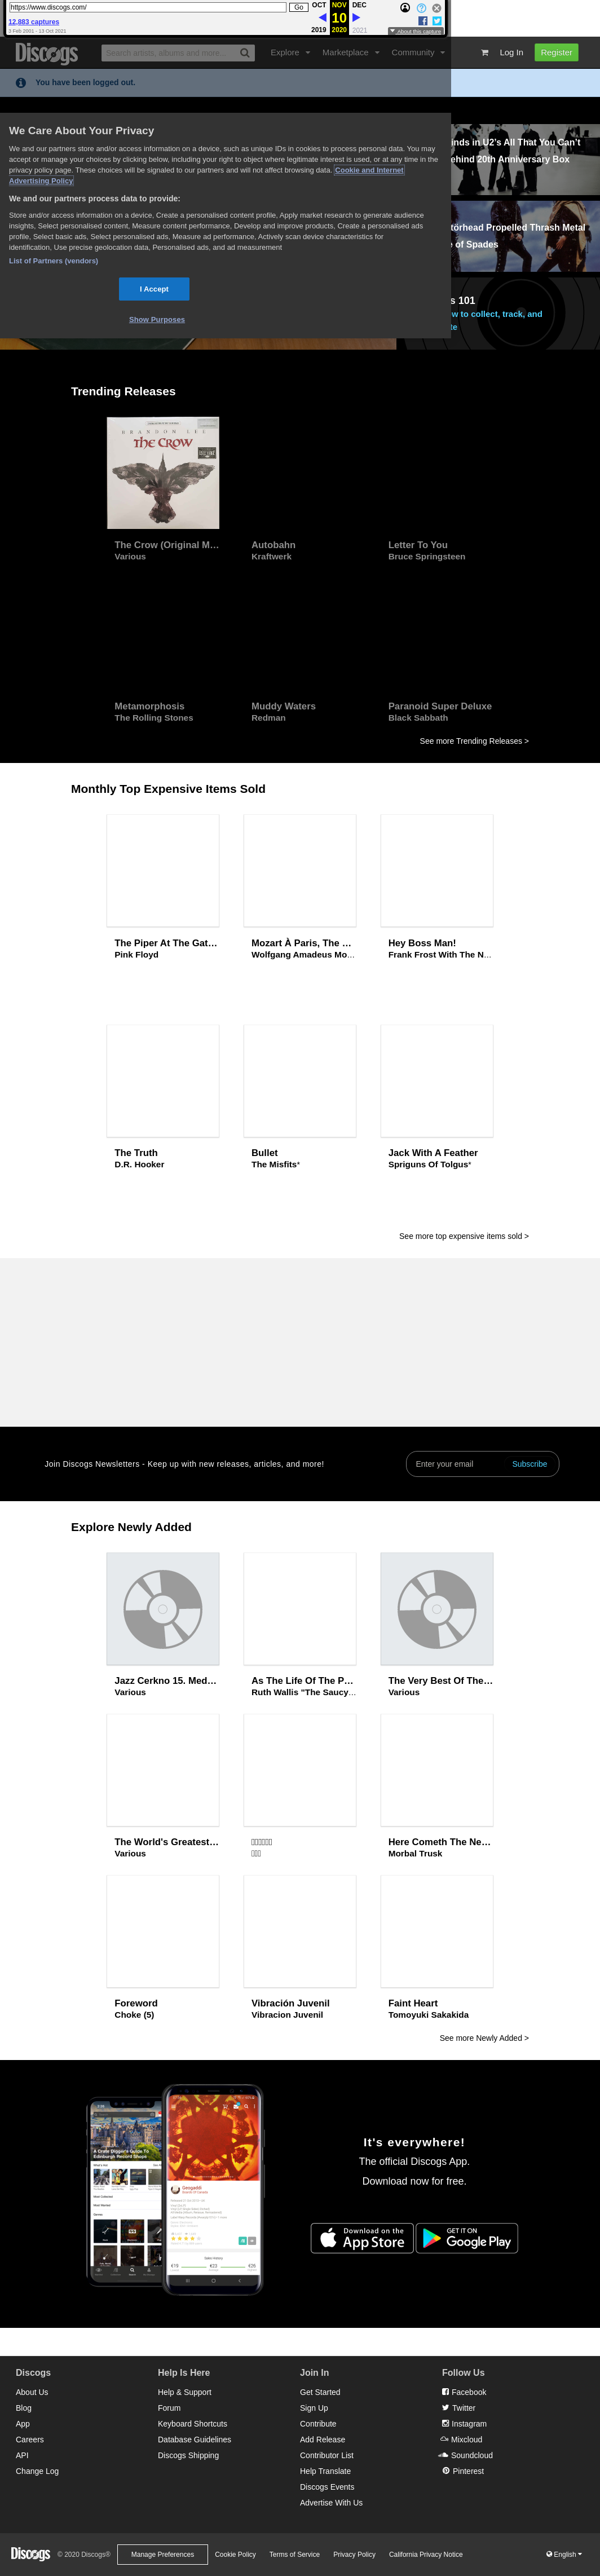 https://www.discogs.com/
Go
OCT NOV DEC
10
2019 2020 2021
12,883 captures
3 Feb 2001 - 13 Oct 2021
About this capture
Discogs
Search artists, albums and more...
Explore
Marketplace
Community
Log In
Register
You have been logged out.
We Care About Your Privacy
We and our partners store and/or access information on a device, such as unique IDs in cookies to process personal data. You may
accept or manage your choices by clicking below, including your right to object where legitimate interest is used, or at any time in the
privacy policy page. These choices will be signaled to our partners and will not affect browsing data. Cookie and Internet
Advertising Policy
We and our partners process data to provide:
Store and/or access information on a device, Create a personalised content profile, Apply market research to generate audience
insights, Select personalised content, Measure content performance, Develop and improve products, Create a personalised ads
profile, Select basic ads, Select personalised ads, Measure ad performance, Actively scan device characteristics for
identification, Use precise geolocation data, Personalised ads, and ad measurement
List of Partners (vendors)
I Accept
Show Purposes
inds in U2's All That You Can't
ehind 20th Anniversary Box
törhead Propelled Thrash Metal
e of Spades
s 101
w to collect, track, and
te
Trending Releases
BRANDON LEE
THE CROW
The Crow (Original M…
Various
Autobahn
Kraftwerk
Letter To You
Bruce Springsteen
Metamorphosis
The Rolling Stones
Muddy Waters
Redman
Paranoid Super Deluxe
Black Sabbath
See more Trending Releases >
Monthly Top Expensive Items Sold
The Piper At The Gat…
Pink Floyd
Mozart À Paris, The …
Wolfgang Amadeus Mo…
Hey Boss Man!
Frank Frost With The N…
The Truth
D.R. Hooker
Bullet
The Misfits*
Jack With A Feather
Spriguns Of Tolgus*
See more top expensive items sold >
Join Discogs Newsletters - Keep up with new releases, articles, and more!
Enter your email
Subscribe
Explore Newly Added
Jazz Cerkno 15. Med…
Various
As The Life Of The P…
Ruth Wallis "The Saucy…
The Very Best Of The…
Various
The World's Greatest…
Various
Here Cometh The Ne…
Morbal Trusk
Foreword
Choke (5)
Vibración Juvenil
Vibracion Juvenil
Faint Heart
Tomoyuki Sakakida
See more Newly Added >
A Crate Digger's Guide To
Edinburgh Record Shops
Geogaddi
It's everywhere!
The official Discogs App.
Download now for free.
Download on the
App Store
GET IT ON
Google Play
Discogs
About Us
Blog
App
Careers
API
Change Log
Help Is Here
Help & Support
Forum
Keyboard Shortcuts
Database Guidelines
Discogs Shipping
Join In
Get Started
Sign Up
Contribute
Add Release
Contributor List
Help Translate
Discogs Events
Advertise With Us
Follow Us
Facebook
Twitter
Instagram
Mixcloud
Soundcloud
Pinterest
Discogs
© 2020 Discogs®
Manage Preferences
Cookie Policy
Terms of Service
Privacy Policy
California Privacy Notice
English